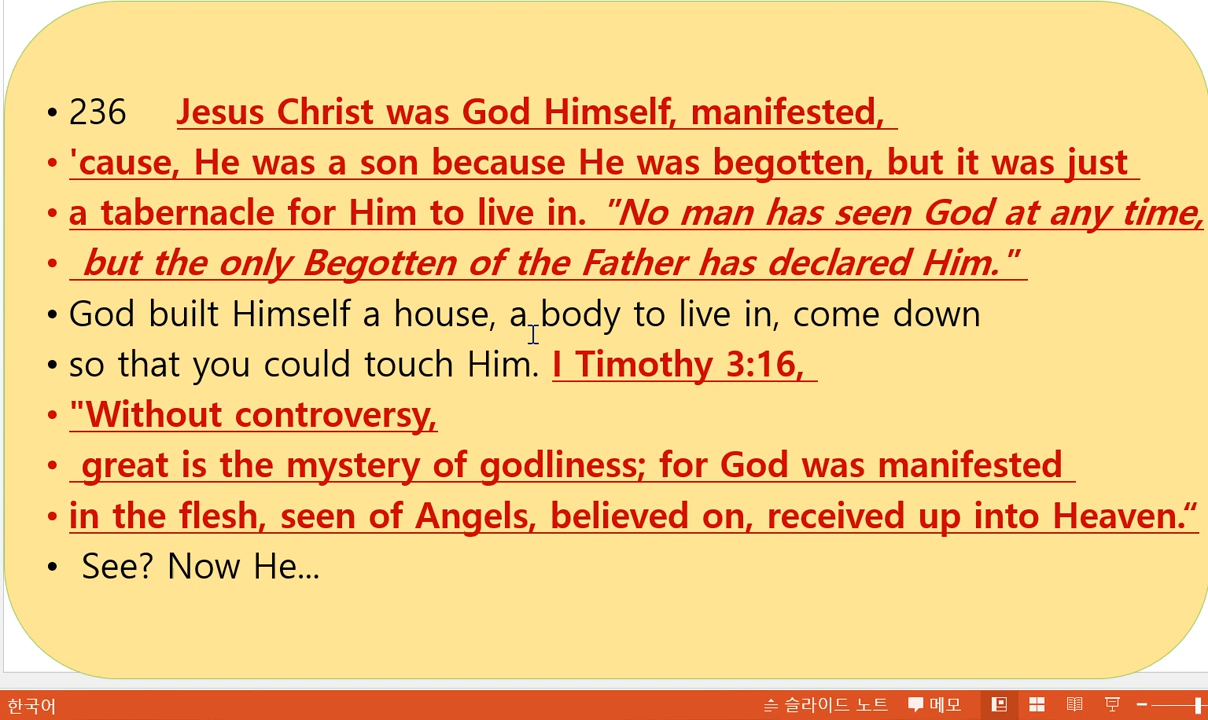 • 236 Jesus Christ was God Himself, manifested,
• 'cause, He was a son because He was begotten, but it was just
• a tabernacle for Him to live in. "No man has seen God at any time,
• but the only Begotten of the Father has declared Him."
• God built Himself a house, a body to live in, come down
• so that you could touch Him. I Timothy 3:16,
• "Without controversy,
• great is the mystery of godliness; for God was manifested
• in the flesh, seen of Angels, believed on, received up into Heaven.“
• See? Now He...
한국어 슬라이드 노트 메모